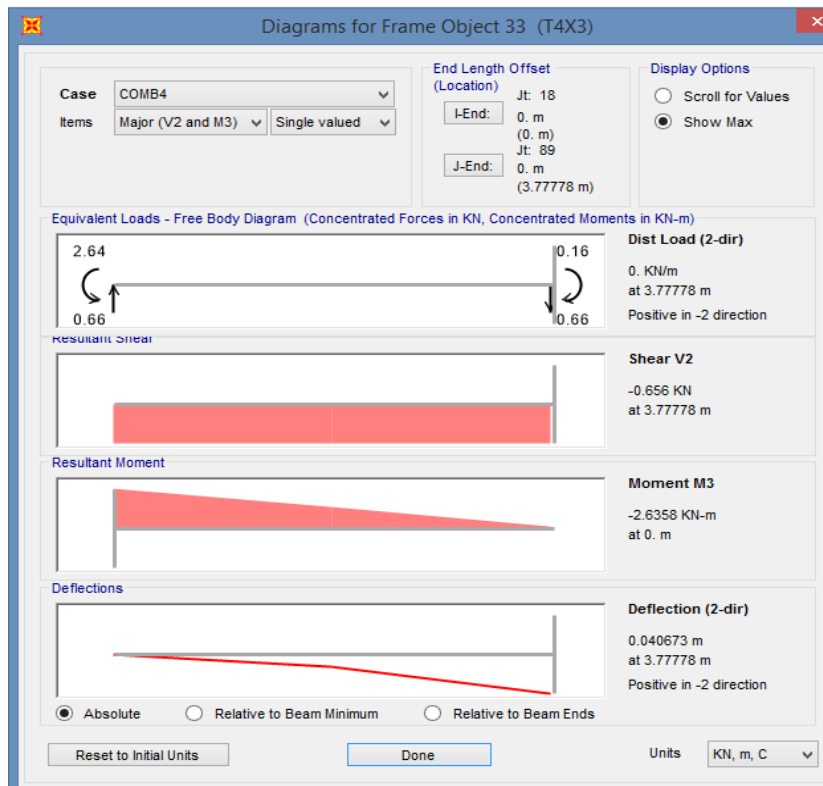 Diagrams for Frame Object 33 (T4X3)
x
Case
COMB4
Items
Major (V2 and M3)
Single valued
End Length Offset
(Location)
Jt: 18
I-End:
0. m
(0. m)
Jt: 89
J-End:
0. m
(3.77778 m)
Display Options
Scroll for Values
Show Max
Equivalent Loads - Free Body Diagram (Concentrated Forces in KN, Concentrated Moments in KN-m)
2.64
0.16
0.66
0.66
Dist Load (2-dir)
0. KN/m
at 3.77778 m
Positive in -2 direction
Resultant Shear
Shear V2
-0.656 KN
at 3.77778 m
Resultant Moment
Moment M3
-2.6358 KN-m
at 0. m
Deflections
Deflection (2-dir)
0.040673 m
at 3.77778 m
Positive in -2 direction
Absolute
Relative to Beam Minimum
Relative to Beam Ends
Reset to Initial Units
Done
Units
KN, m, C